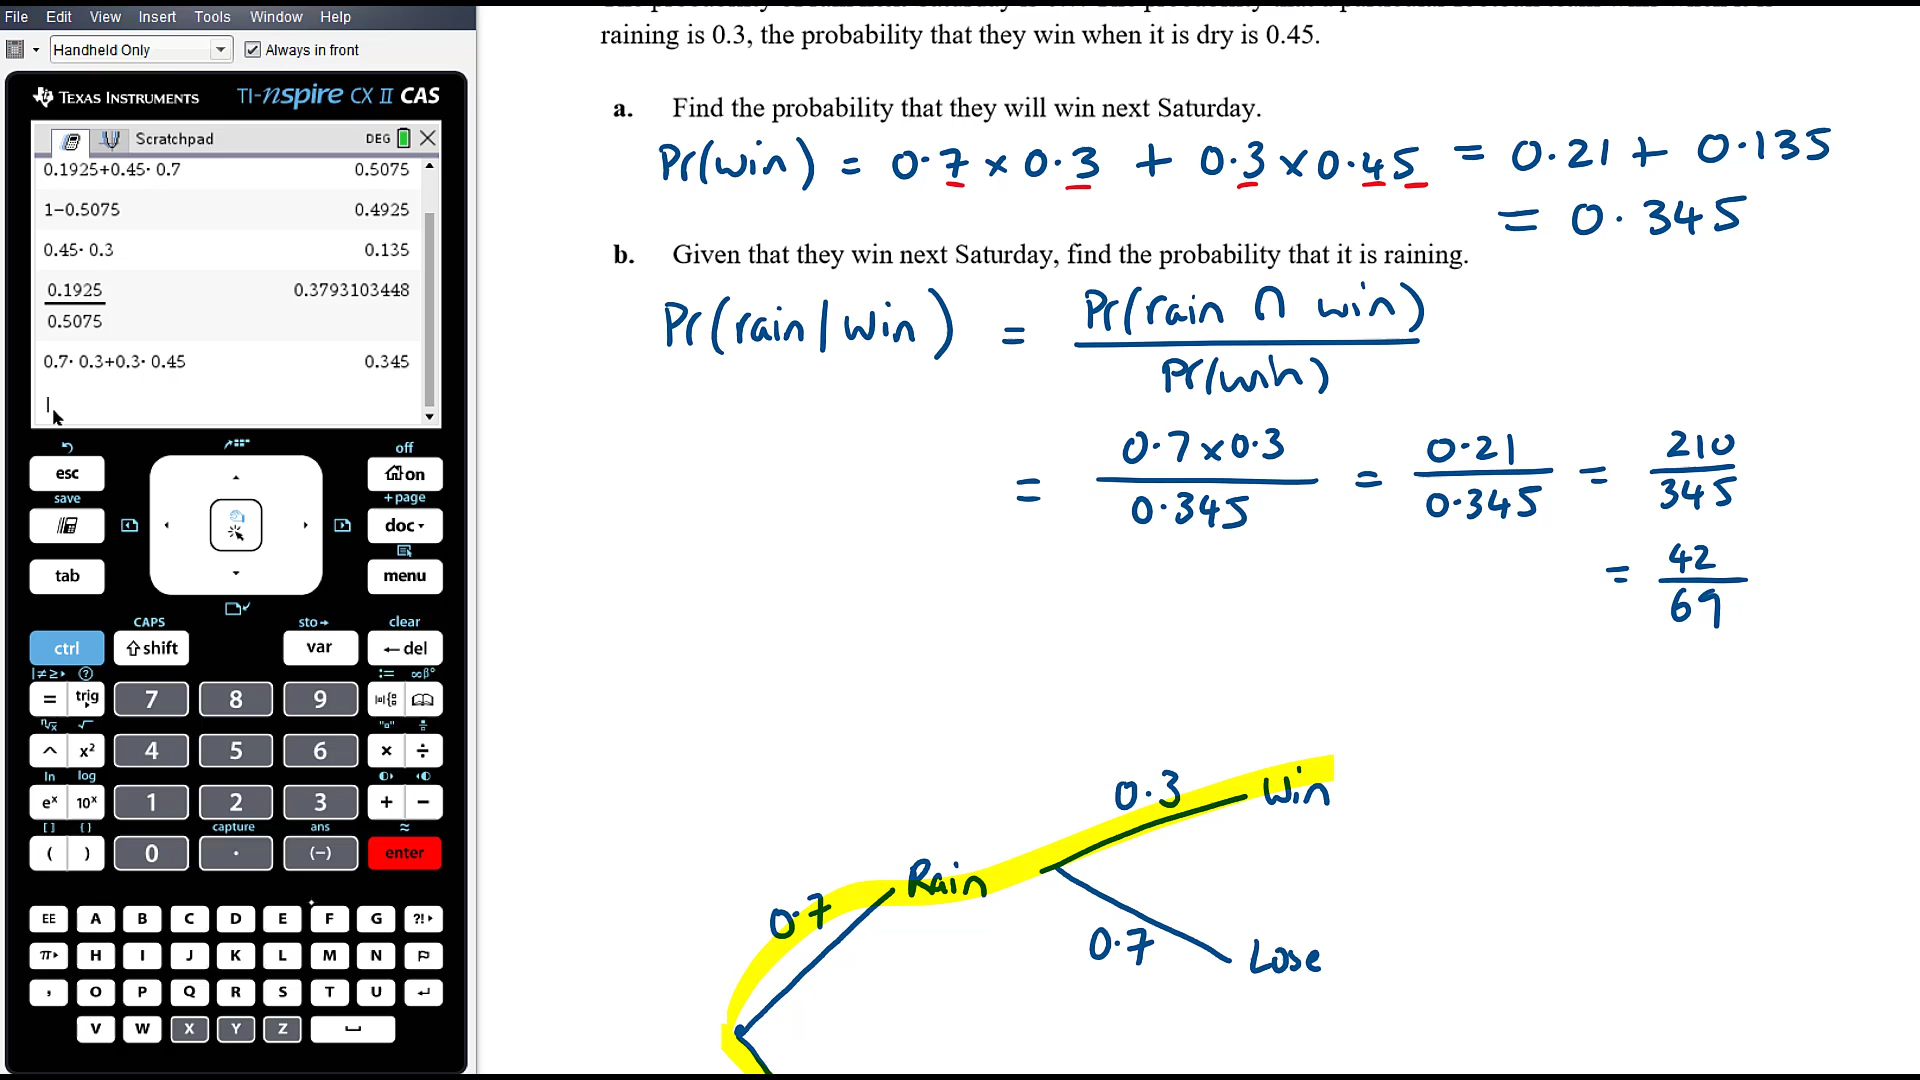 File Edit View Insert Tools Window Help
Handheld Only Always in front
TEXAS INSTRUMENTS TI-nspire CX II CAS
Scratchpad DEG
0.1925+0.45·0.7 0.5075
1−0.5075 0.4925
0.45·0.3 0.135
0.1925/0.5075 0.3793103448
0.7·0.3+0.3·0.45 0.345
off
esc on
save +page
doc
tab menu
CAPS sto→ clear
ctrl shift var ←del
|≠≥▸ ? := ∞β°
= trig 7 8 9
ⁿ√x √
^ x² 4 5 6 × ÷
ln log
eˣ 10ˣ 1 2 3 + −
[] {} capture ans ≈
( ) 0 . (−) enter
EE A B C D E F G ?!▸
π▸ H I J K L M N
, O P Q R S T U ↵
V W X Y Z
raining is 0.3, the probability that they win when it is dry is 0.45.
a. Find the probability that they will win next Saturday.
Pr(win) = 0.7 × 0.3 + 0.3 × 0.45 = 0.21 + 0.135
= 0.345
b. Given that they win next Saturday, find the probability that it is raining.
Pr(rain | win) = Pr(rain ∩ win)
Pr(win)
= 0.7 × 0.3 / 0.345 = 0.21 / 0.345 = 210 / 345
= 42 / 69
0.3 Win
0.7 Rain
0.7 Lose